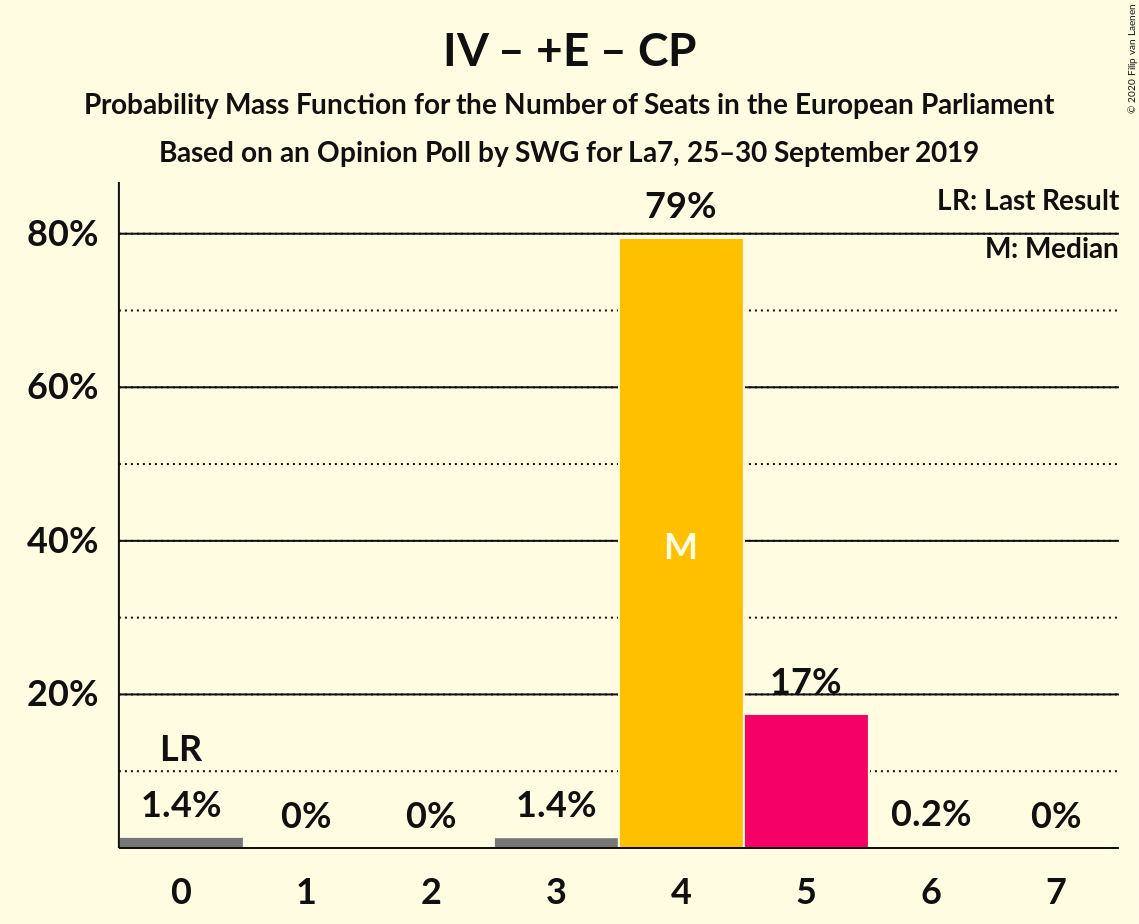 IV – +E – CP
Probability Mass Function for the Number of Seats in the European Parliament
Based on an Opinion Poll by SWG for La7, 25–30 September 2019
© 2020 Filip van Laenen
LR: Last Result
M: Median
80%
60%
40%
20%
LR
1.4%
0%
0%
1.4%
79%
M
17%
0.2%
0%
0 1 2 3 4 5 6 7